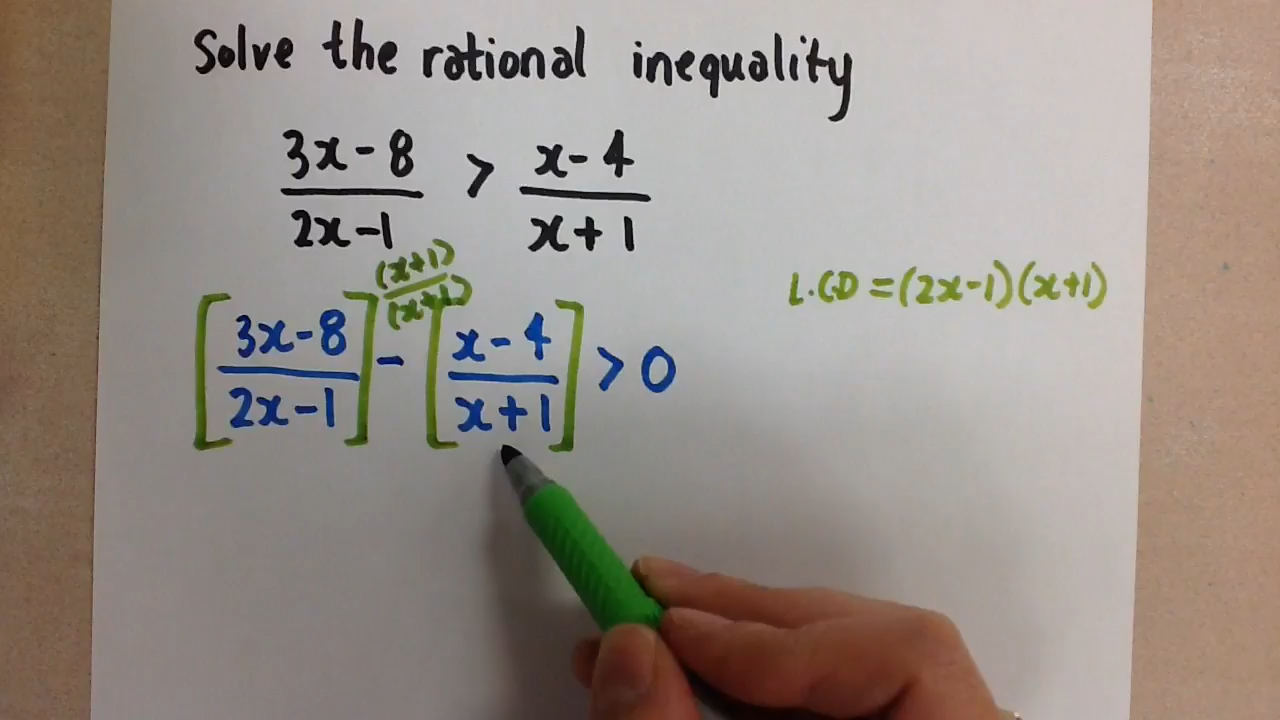 Solve the rational inequality
3x-8 > x-4
2x-1 x+1
(x+1)
(x+1)
L.CD = (2x-1)(x+1)
[3x-8] - [x-4] > 0
2x-1 x+1